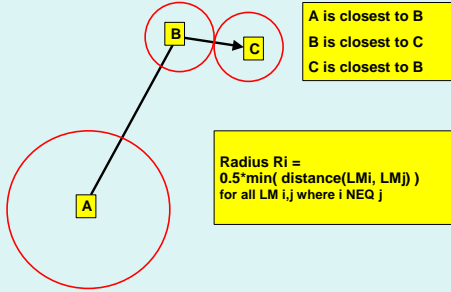 B
C
A
A is closest to B
B is closest to C
C is closest to B
Radius Ri =
0.5*min( distance(LMi, LMj) )
for all LM i,j where i NEQ j